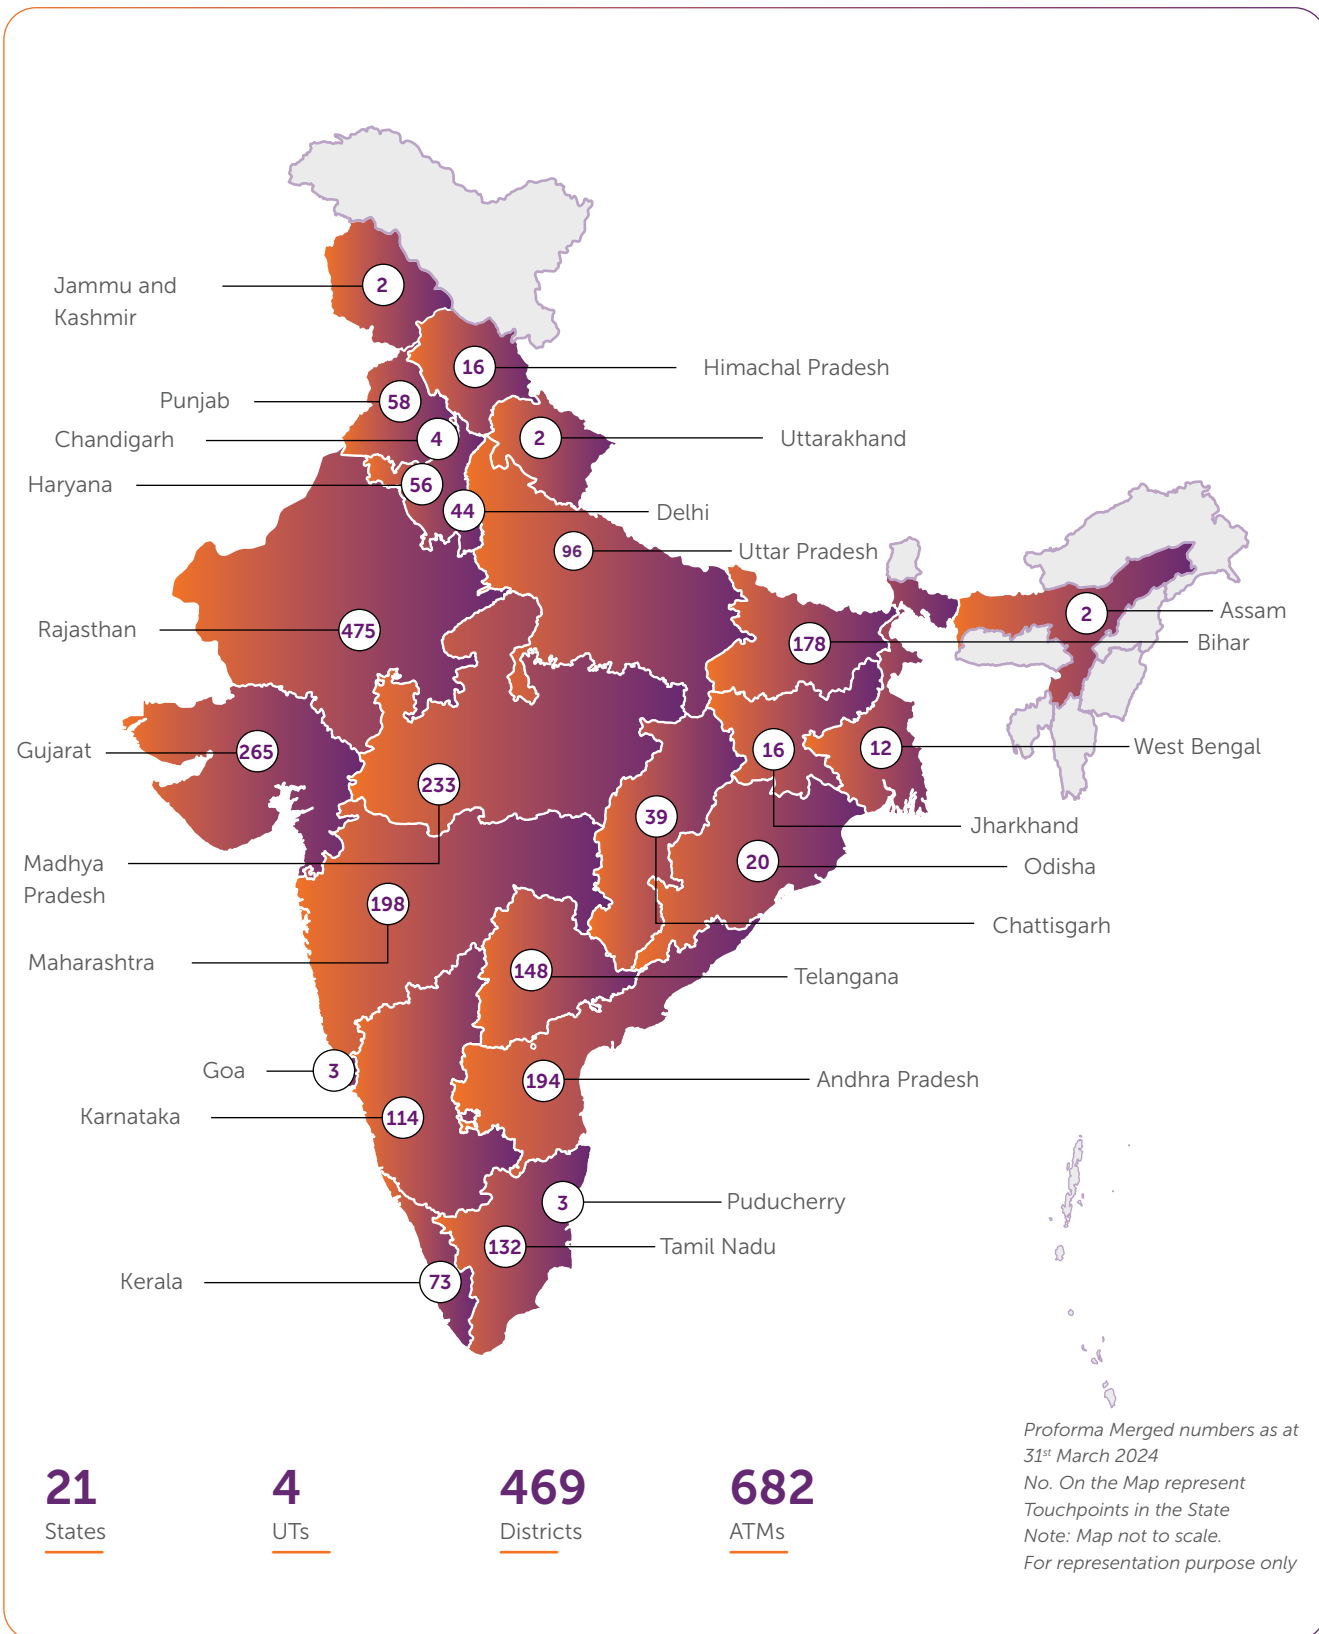 Jammu and
Kashmir
2
16
Himachal Pradesh
Punjab
58
Chandigarh
4
2
Uttarakhand
Haryana
56
44
Delhi
96
Uttar Pradesh
2
Assam
Rajasthan
475
178
Bihar
Gujarat
265
16
12
West Bengal
233
39
Jharkhand
Madhya
Pradesh
20
Odisha
198
Chattisgarh
Maharashtra
148
Telangana
Goa
3
194
Andhra Pradesh
Karnataka
114
3
Puducherry
132
Tamil Nadu
Kerala
73
21
States
4
UTs
469
Districts
682
ATMs
Proforma Merged numbers as at
31st March 2024
No. On the Map represent
Touchpoints in the State
Note: Map not to scale.
For representation purpose only